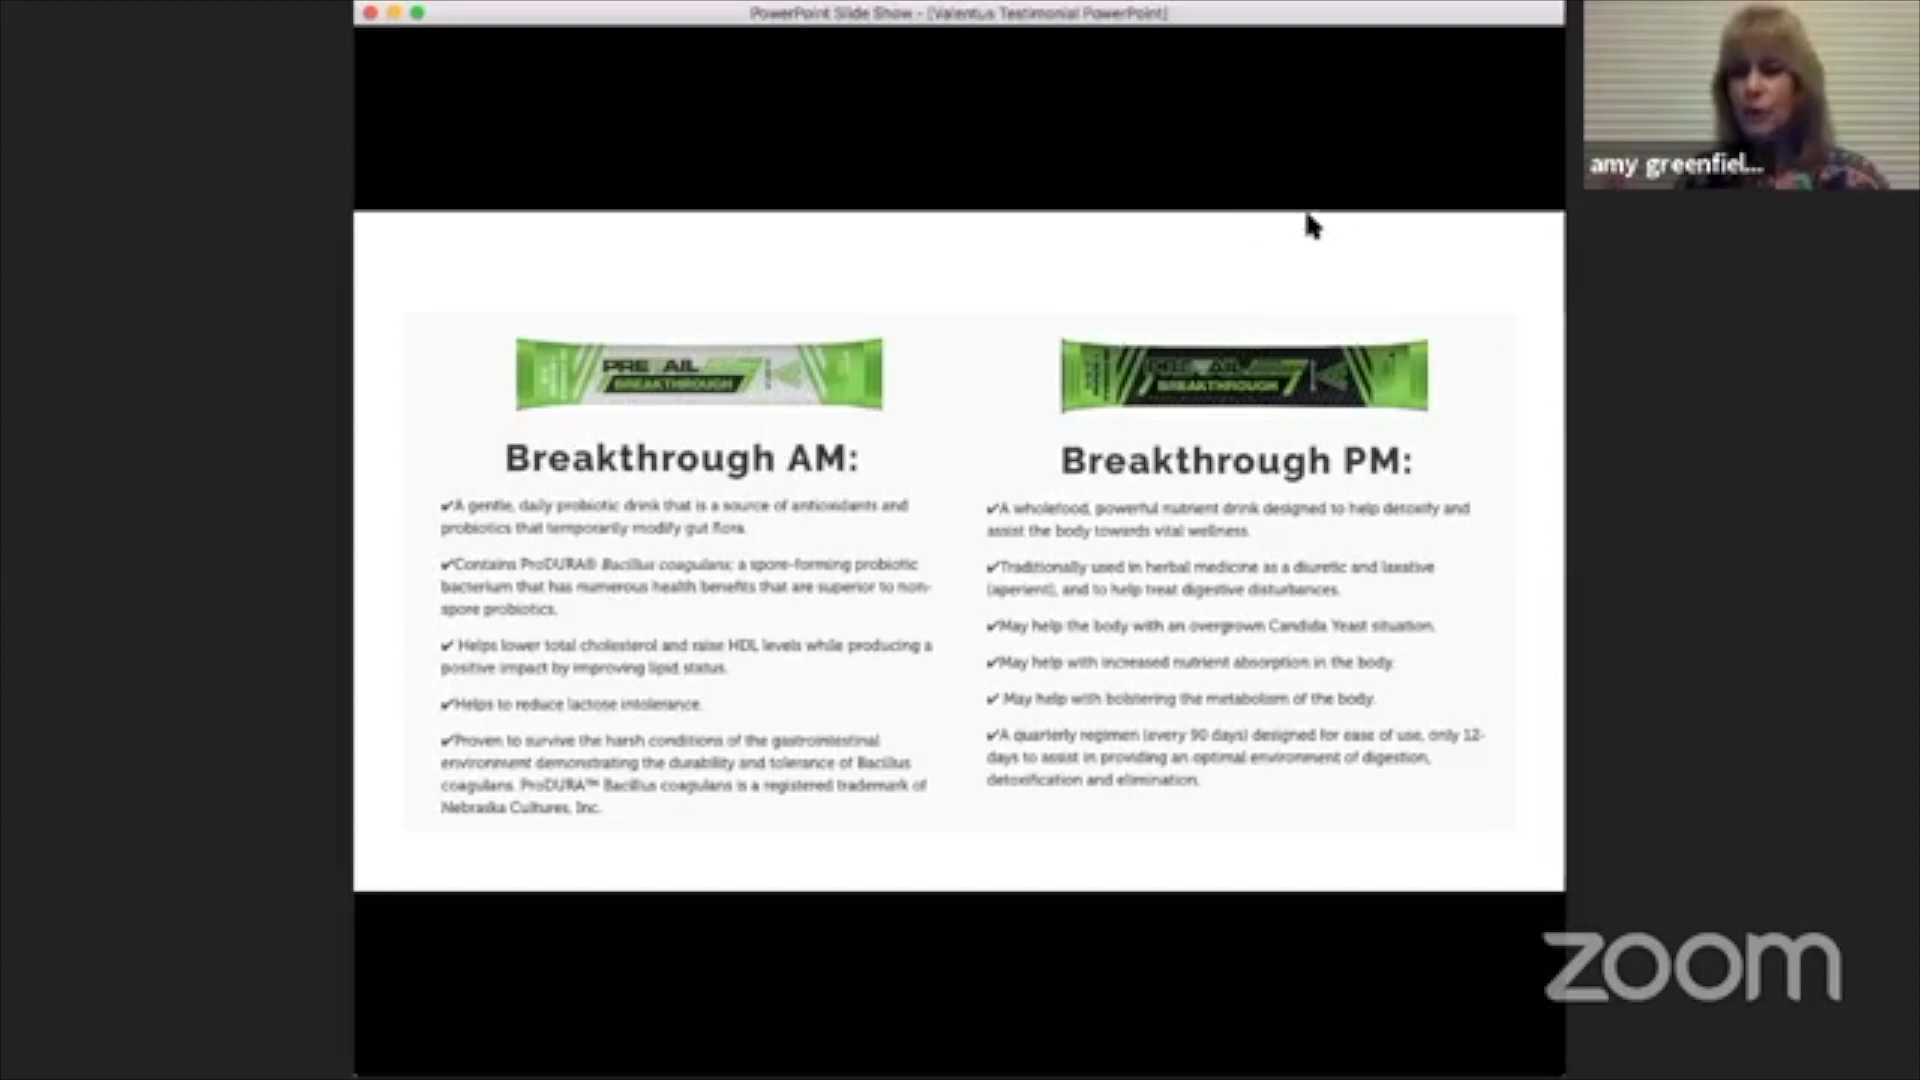 PowerPoint Slide Show - [Valentus Testimonial PowerPoint]
amy greenfiel...
PRE AIL
BREAKTHROUGH
PREVAIL
BREAKTHROUGH 7
Breakthrough AM:
✔A gentle, daily probiotic drink that is a source of antioxidants and
probiotics that temporarily modify gut flora.
✔Contains ProDURA® Bacillus coagulans; a spore-forming probiotic
bacterium that has numerous health benefits that are superior to non-
spore probiotics.
✔ Helps lower total cholesterol and raise HDL levels while producing a
positive impact by improving lipid status.
✔Helps to reduce lactose intolerance.
✔Proven to survive the harsh conditions of the gastrointestinal
environment demonstrating the durability and tolerance of Bacillus
coagulans. ProDURA™ Bacillus coagulans is a registered trademark of
Nebraska Cultures, Inc.
Breakthrough PM:
✔A wholefood, powerful nutrient drink designed to help detoxify and
assist the body towards vital wellness.
✔Traditionally used in herbal medicine as a diuretic and laxative
(aperient), and to help treat digestive disturbances.
✔May help the body with an overgrown Candida Yeast situation.
✔May help with increased nutrient absorption in the body.
✔ May help with bolstering the metabolism of the body.
✔A quarterly regimen (every 90 days) designed for ease of use, only 12-
days to assist in providing an optimal environment of digestion,
detoxification and elimination.
zoom